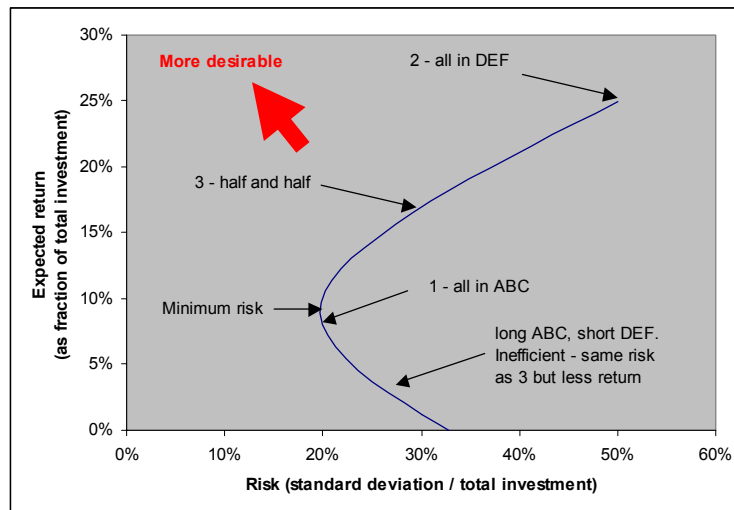 30%
More desirable
2 - all in DEF
25%
20%
3 - half and half
15%
10%
Minimum risk
1 - all in ABC
long ABC, short DEF.
Inefficient - same risk
as 3 but less return
5%
0%
0%
10%
20%
30%
40%
50%
60%
Expected return
(as fraction of total investment)
Risk (standard deviation / total investment)